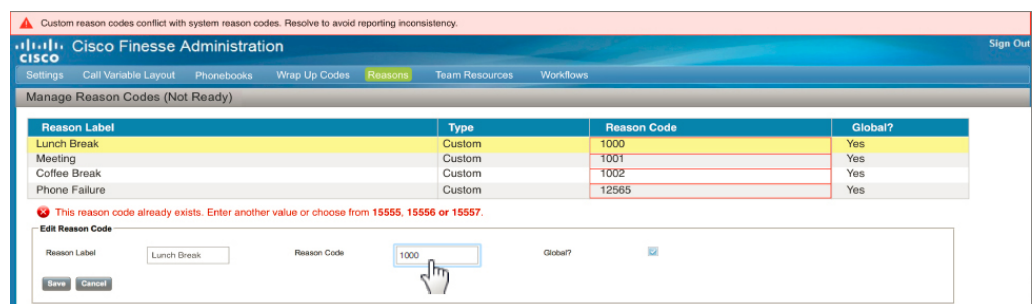 Custom reason codes conflict with system reason codes. Resolve to avoid reporting inconsistency.
CISCO Cisco Finesse Administration Sign Out
Settings Call Variable Layout Phonebooks Wrap Up Codes Reasons Team Resources Workflows
Manage Reason Codes (Not Ready)
Reason Label Type Reason Code Global?
Lunch Break Custom 1000 Yes
Meeting Custom 1001 Yes
Coffee Break Custom 1002 Yes
Phone Failure Custom 12565 Yes
This reason code already exists. Enter another value or choose from 15555, 15556 or 15557.
Edit Reason Code
Reason Label Lunch Break Reason Code 1000 Global?
Save Cancel